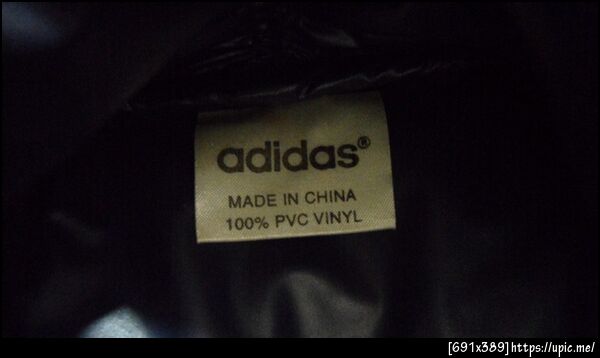 adidas®
MADE IN CHINA
100% PVC VINYL
[691x389]https://upic.me/